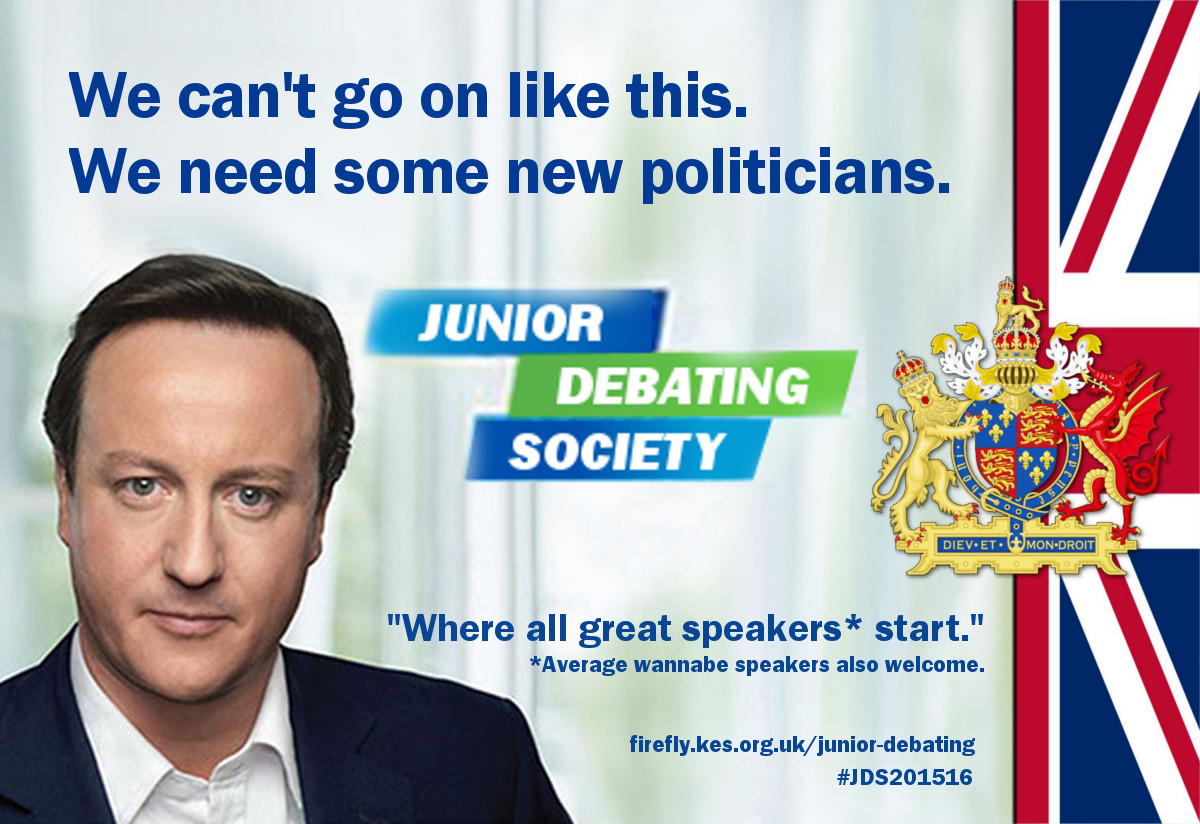 We can't go on like this.
We need some new politicians.
JUNIOR
DEBATING
SOCIETY
DIEV·ET· MON·DROIT
"Where all great speakers* start."
*Average wannabe speakers also welcome.
firefly.kes.org.uk/junior-debating
#JDS201516